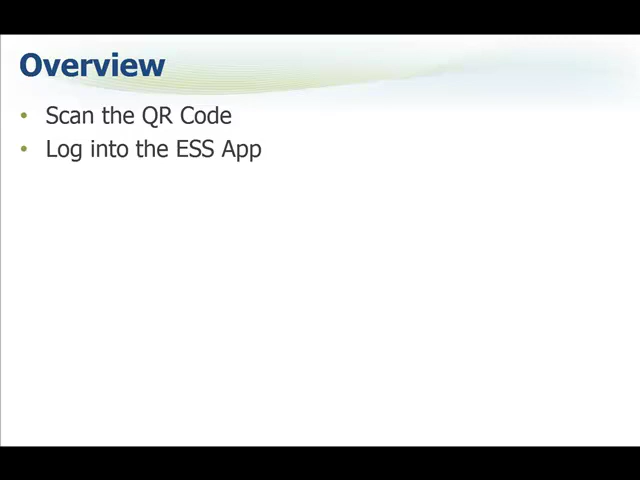 Overview
• Scan the QR Code
• Log into the ESS App